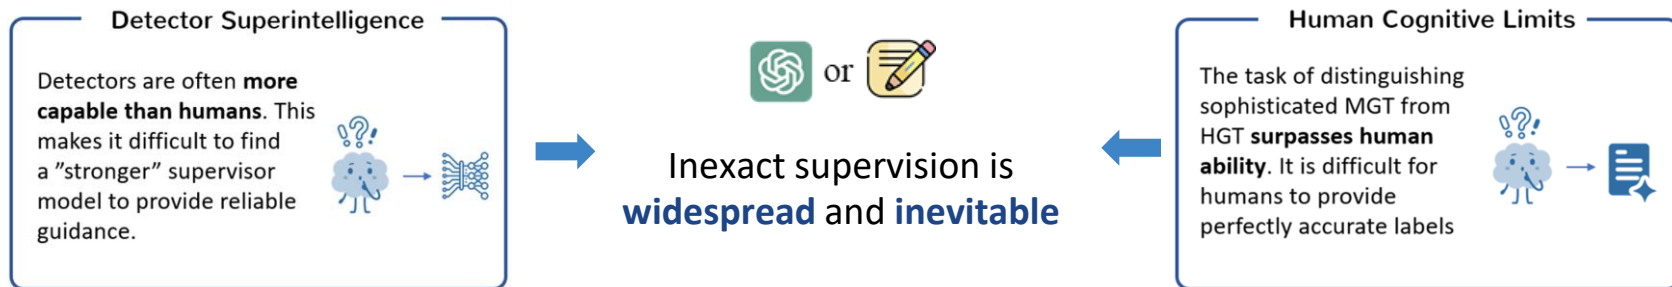 Detector Superintelligence
Detectors are often more
capable than humans. This
makes it difficult to find
a ”stronger” supervisor
model to provide reliable
guidance.
or
Inexact supervision is
widespread and inevitable
Human Cognitive Limits
The task of distinguishing
sophisticated MGT from
HGT surpasses human
ability. It is difficult for
humans to provide
perfectly accurate labels